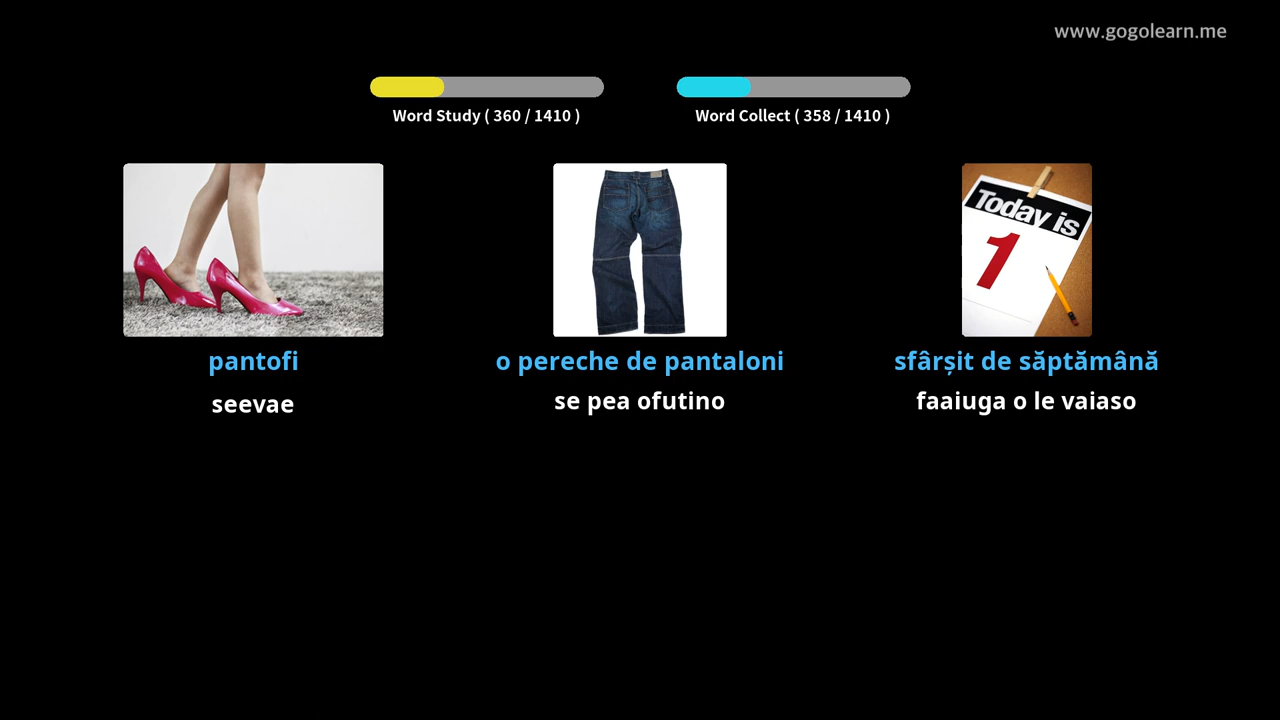 www.gogolearn.me
Word Study ( 360 / 1410 )
Word Collect ( 358 / 1410 )
Today is
1
pantofi
o pereche de pantaloni
sfârșit de săptămână
seevae
se pea ofutino
faaiuga o le vaiaso